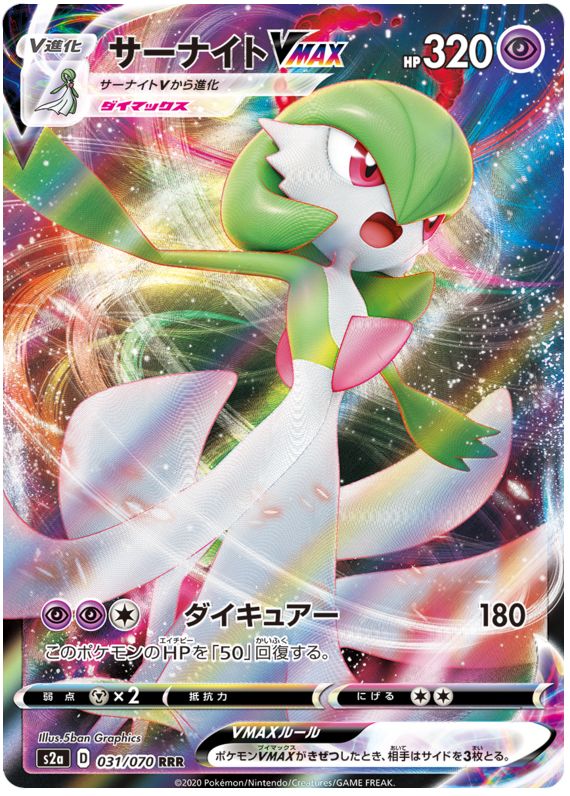 V進化
サーナイトVMAX
HP 320
サーナイトVから進化
ダイマックス
ダイキュアー 180
このポケモンのHPを「50」回復する。
弱点 ×2 抵抗力 にげる
Illus.5ban Graphics
VMAXルール
ポケモンVMAXがきぜつしたとき、相手はサイドを3枚とる。
s2a D 031/070 RRR
©2020 Pokémon/Nintendo/Creatures/GAME FREAK.